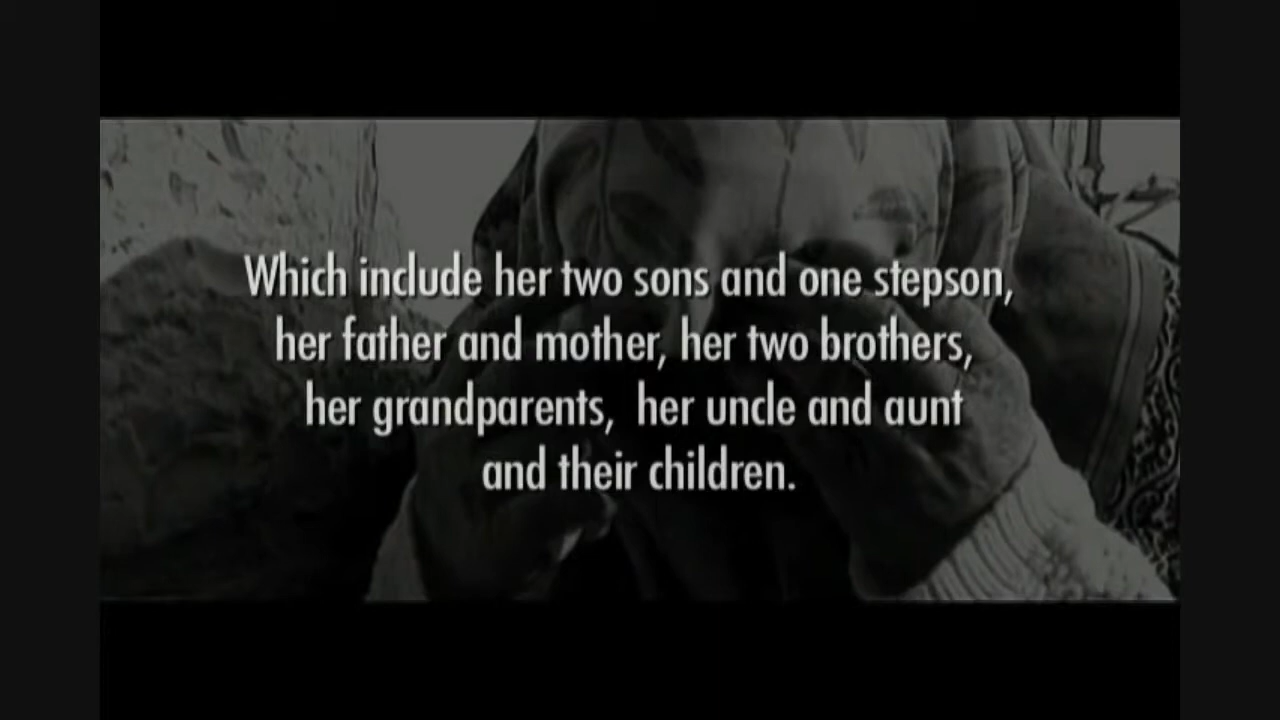 Which include her two sons and one stepson,
her father and mother, her two brothers,
her grandparents,  her uncle and aunt
and their children.